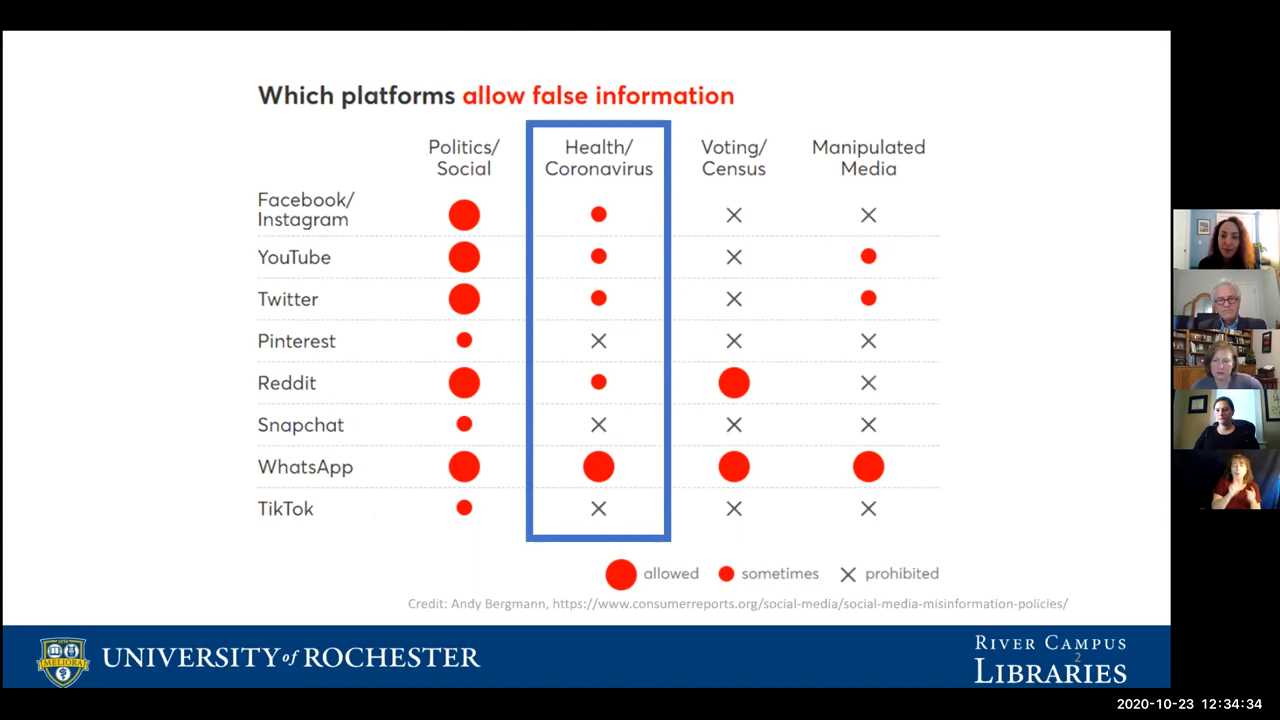 Which platforms allow false information
Politics/
Social
Health/
Coronavirus
Voting/
Census
Manipulated
Media
Facebook/
Instagram
YouTube
Twitter
Pinterest
Reddit
Snapchat
WhatsApp
TikTok
allowed
sometimes
prohibited
Credit: Andy Bergmann, https://www.consumerreports.org/social-media/social-media-misinformation-policies/
MELIORA
UNIVERSITY of ROCHESTER
RIVER CAMPUS
2
LIBRARIES
2020-10-23 12:34:34